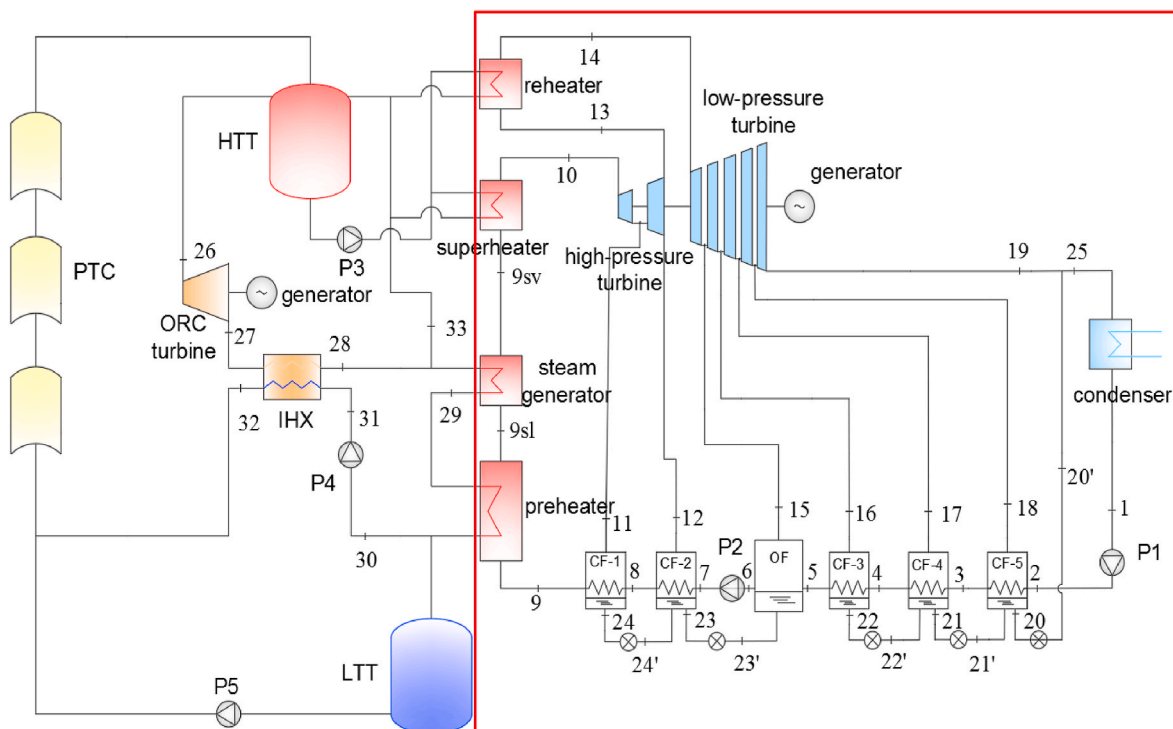 14
reheater
low-pressure
turbine
13
HTT
10
generator
superheater
P3
26
PTC
high-pressure
turbine
19
25
generator
9sv
ORC
turbine
27
28
33
steam
generator
condenser
32
IHX
31
29
9sl
20'
P4
preheater
11
12
15
16
17
18
1
30
P2
P1
CF-1
CF-2
OF
CF-3
CF-4
CF-5
9
8
7
6
5
4
3
2
24
23
22
21
20
24'
23'
22'
21'
LTT
P5